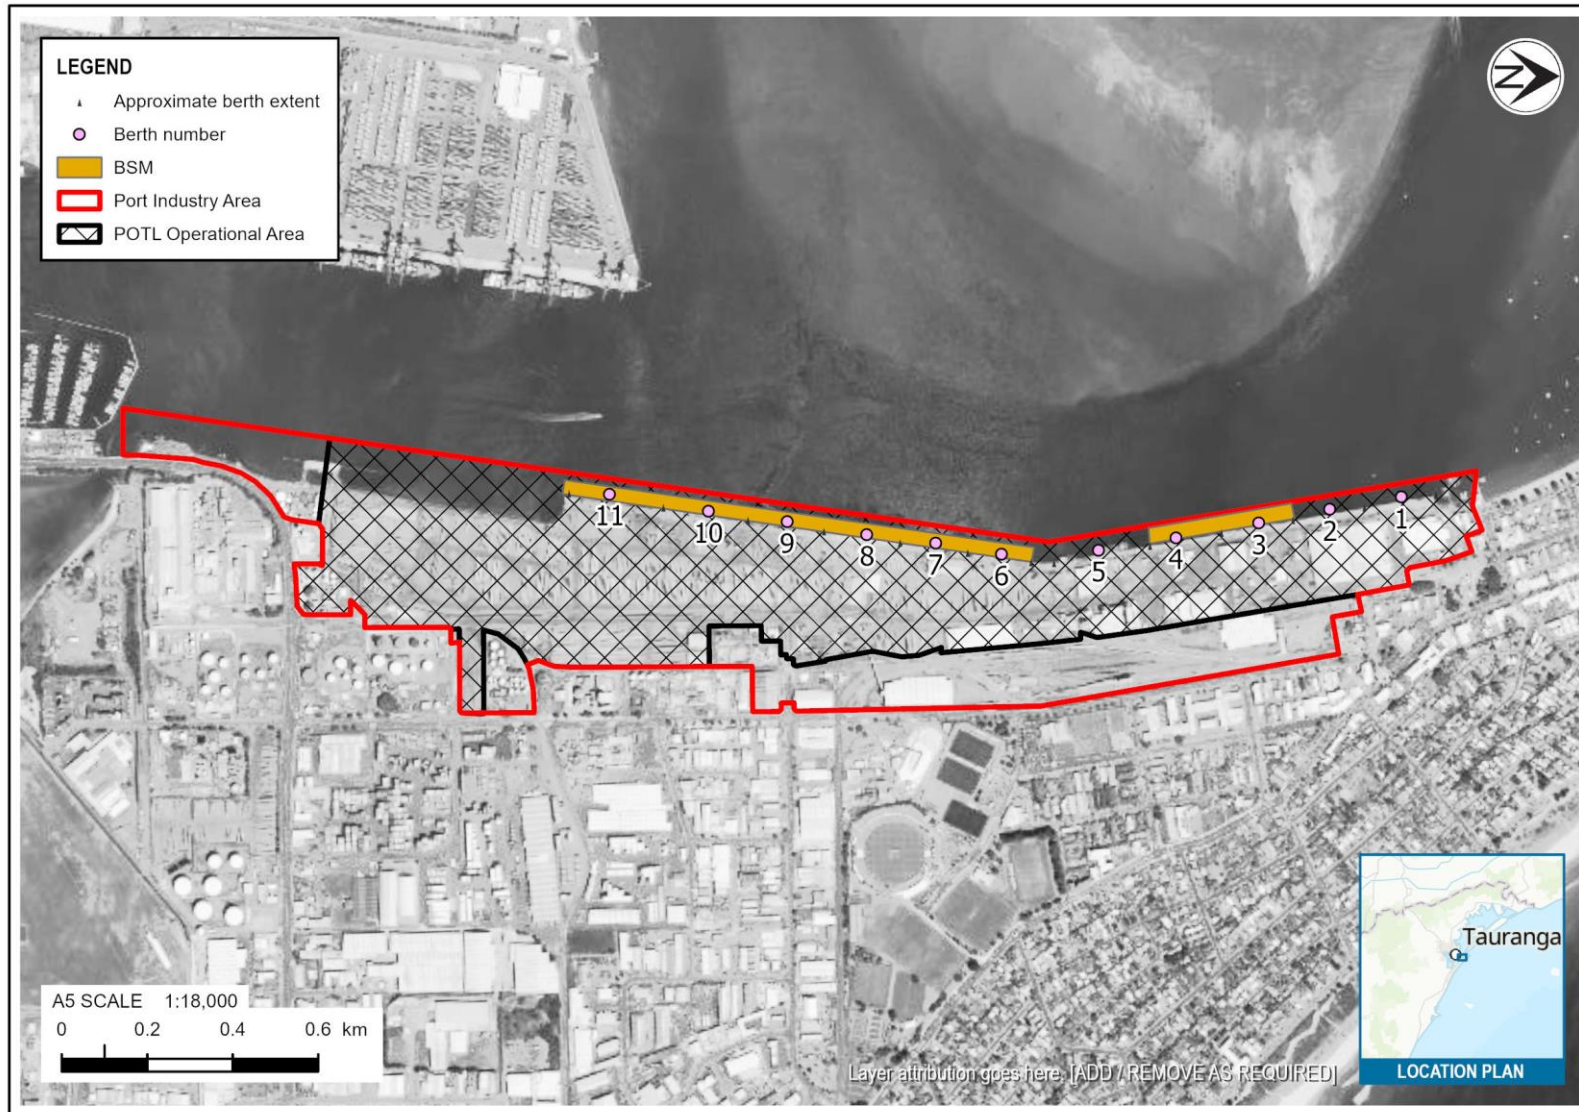 LEGEND
Approximate berth extent
Berth number
BSM
Port Industry Area
POTL Operational Area
N
11
10
9
8
7
6
5
4
3
2
1
A5 SCALE 1:18,000
0 0.2 0.4 0.6 km
Layer attribution goes here. [ADD / REMOVE AS REQUIRED]
Tauranga
LOCATION PLAN